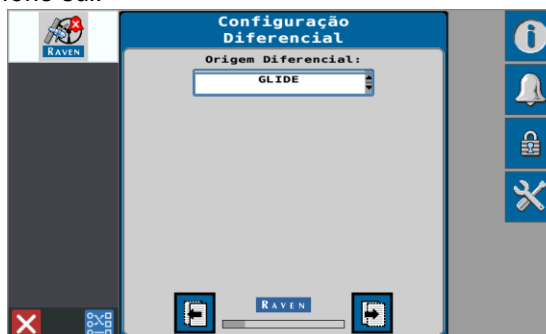 RAVEN
Configuração
Diferencial
Origem Diferencial:
GLIDE
RAVEN